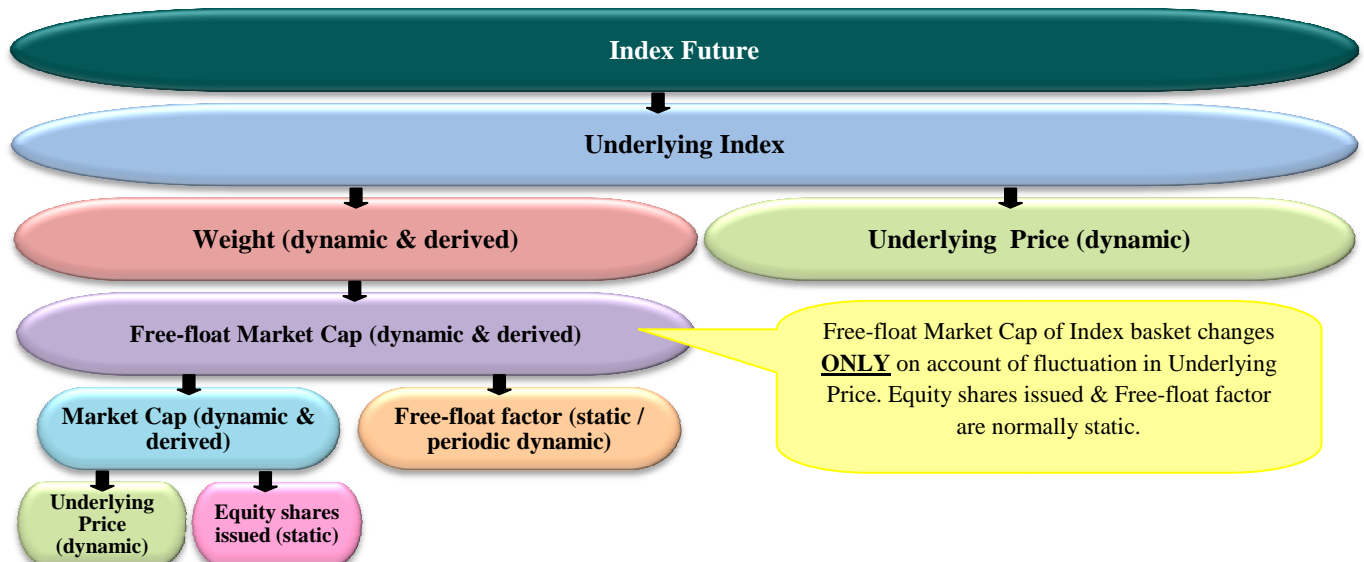 Index Future
Underlying Index
Weight (dynamic & derived)
Underlying Price (dynamic)
Free-float Market Cap (dynamic & derived)
Free-float Market Cap of Index basket changes
ONLY on account of fluctuation in Underlying
Price. Equity shares issued & Free-float factor
are normally static.
Market Cap (dynamic &
derived)
Free-float factor (static /
periodic dynamic)
Underlying
Price
(dynamic)
Equity shares
issued (static)